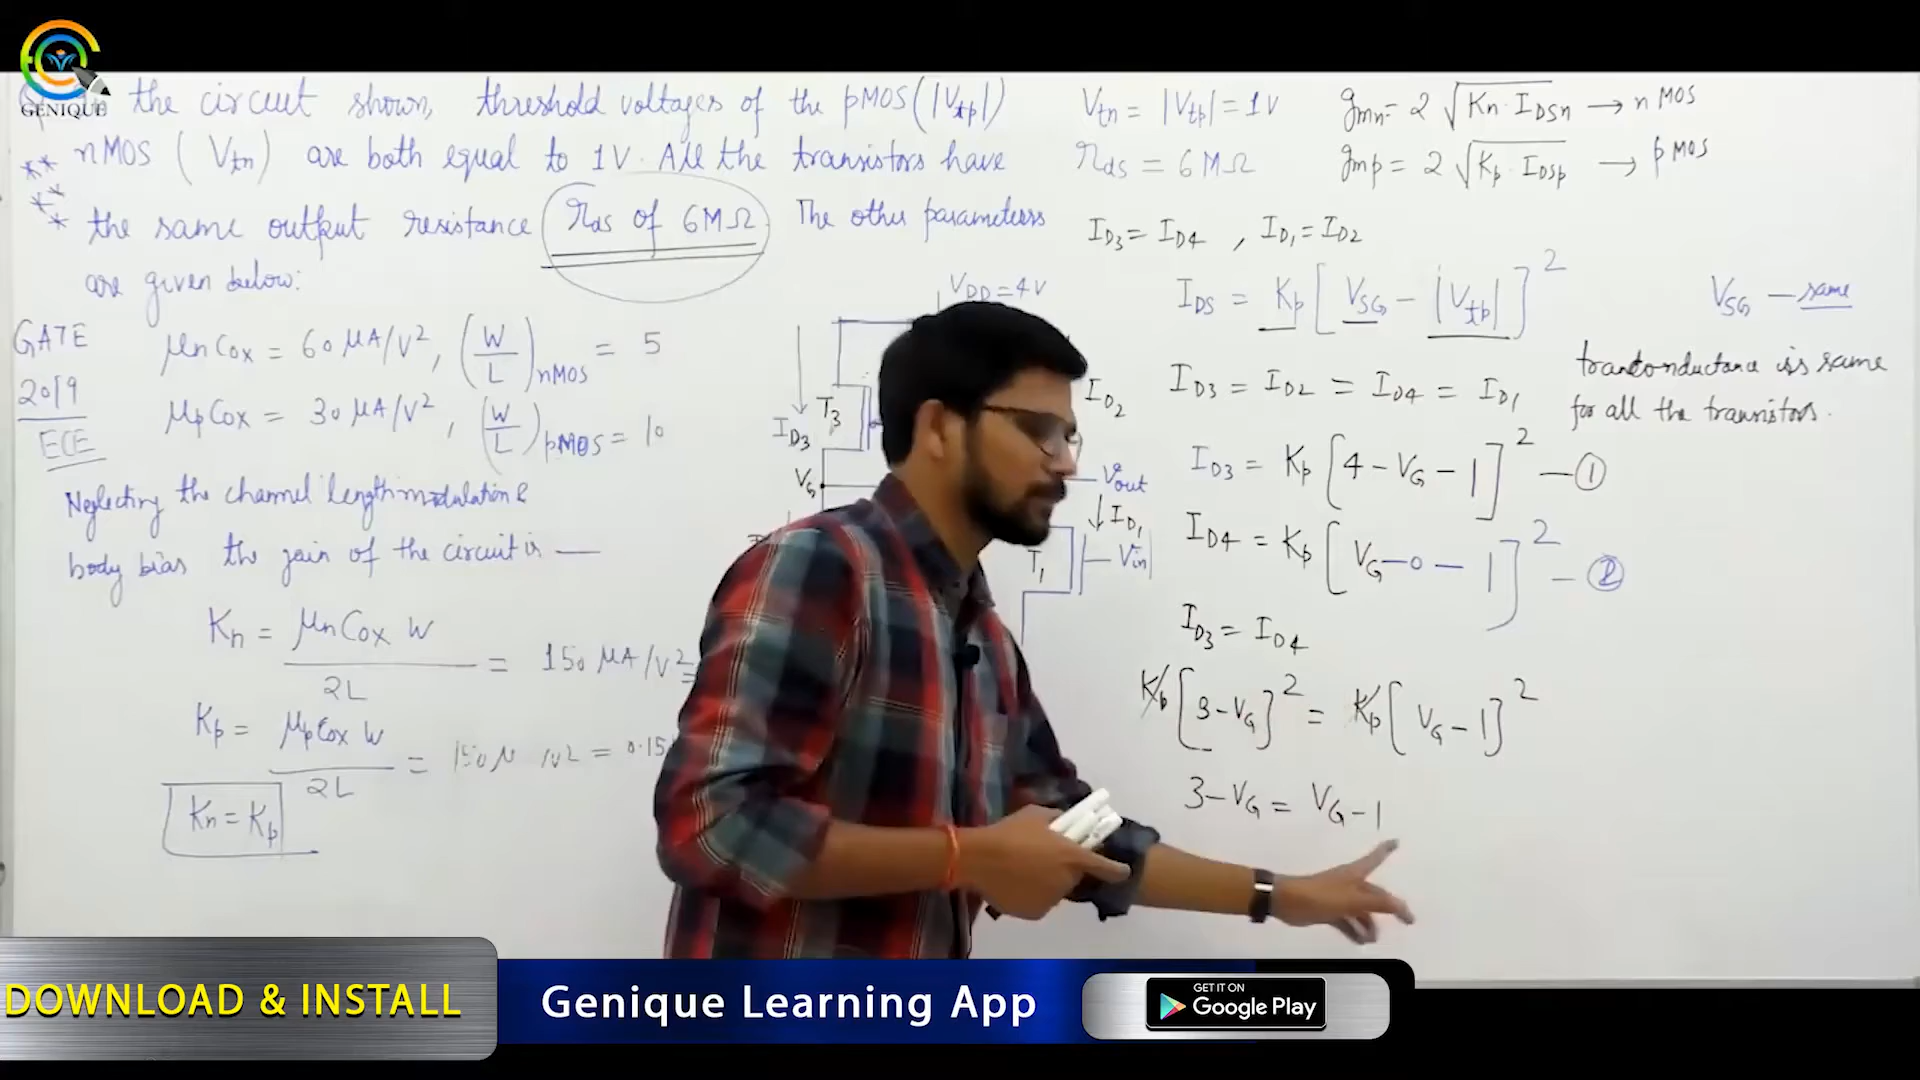 GENIQUE
the circuit shown, threshold voltages of the pMOS(|Vtp|)
nMOS ( Vtn) are both equal to 1V. All the transistors have
the same output resistance rds of 6MΩ The other parameters
are given below:
GATE
2019
ECE
μnCox = 60 μA/V², (W/L)nMOS = 5
μpCox = 30 μA/V², (W/L)pMOS = 10
Neglecting the channel length modulation &
body bias the gain of the circuit is —
Kn = μnCox W / 2L = 150 μA/V² =
Kp = μpCox W / 2L = 150μ /V² = 0.15
Kn = Kp
VDD = 4V
T3
ID3
VG
ID2
Vout
ID1
T1
Vin
Vtn = |Vtp| = 1V
rds = 6MΩ
gmn = 2 √Kn · IDSn → nMOS
gmp = 2 √Kp · IDSp → pMOS
ID3 = ID4 , ID1 = ID2
IDS = Kp [VSG - |Vtp|]²
VSG — same
ID3 = ID2 = ID4 = ID1
is same
for all the transistors.
ID3 = Kp [4 - VG - 1]² — ①
ID4 = Kp [VG - 0 - 1]² — ②
ID3 = ID4
Kp [3 - VG]² = Kp [VG - 1]²
3 - VG = VG - 1
DOWNLOAD & INSTALL
Genique Learning App
GET IT ON
Google Play